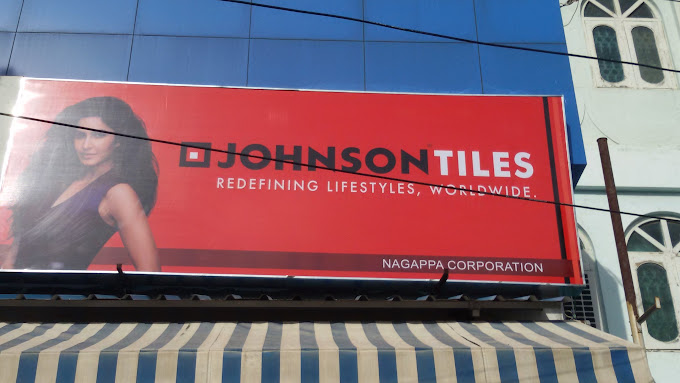 JOHNSON TILES
REDEFINING LIFESTYLES, WORLDWIDE.
NAGAPPA CORPORATION